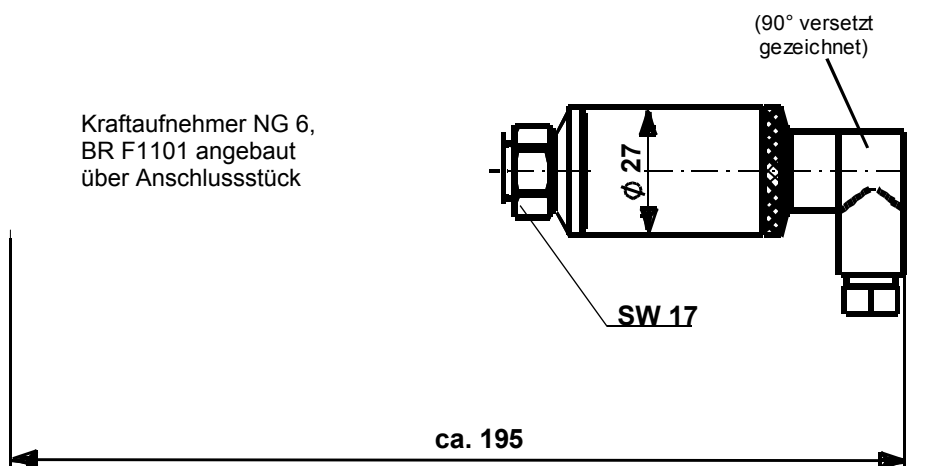 (90° versetzt
gezeichnet)
Kraftaufnehmer NG 6,
BR F1101 angebaut
über Anschlussstück
ϕ 27
SW 17
ca. 195